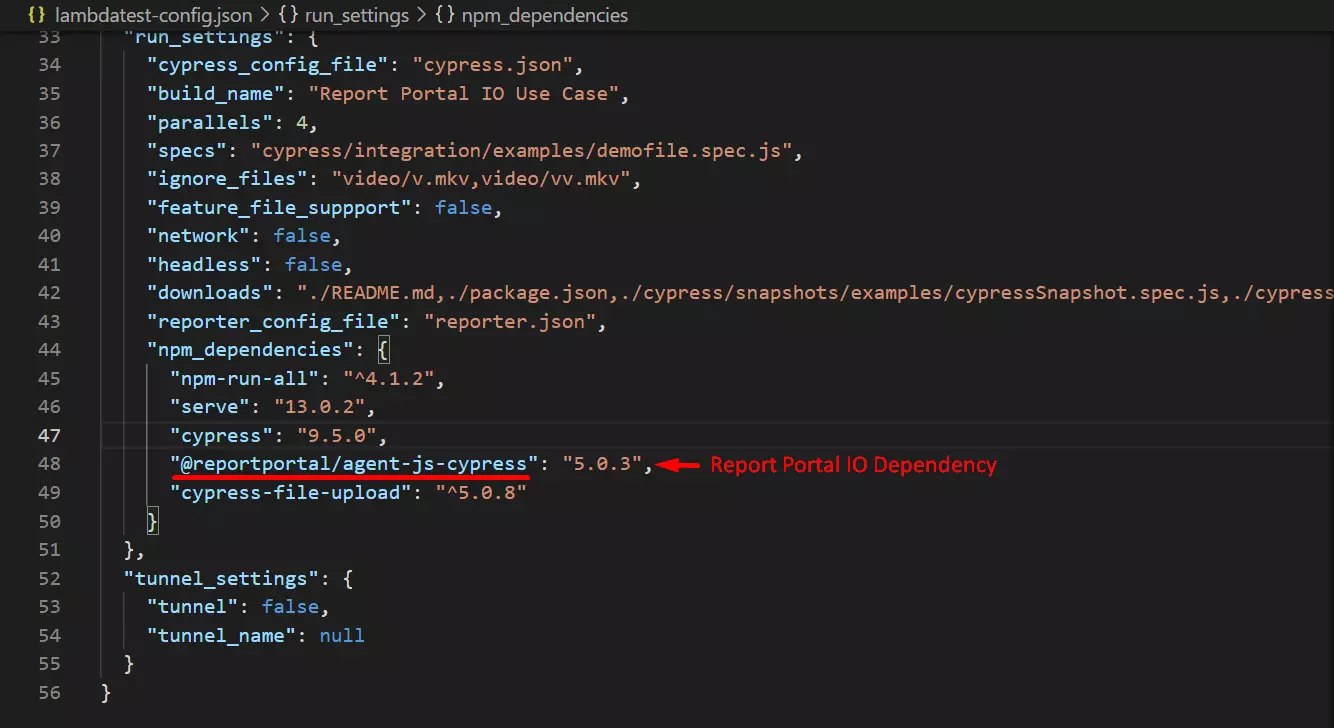 {} lambdatest-config.json > {} run_settings > {} npm_dependencies
33 "run_settings": {
34 "cypress_config_file": "cypress.json",
35 "build_name": "Report Portal IO Use Case",
36 "parallels": 4,
37 "specs": "cypress/integration/examples/demofile.spec.js",
38 "ignore_files": "video/v.mkv,video/vv.mkv",
39 "feature_file_suppport": false,
40 "network": false,
41 "headless": false,
42 "downloads": "./README.md,./package.json,./cypress/snapshots/examples/cypressSnapshot.spec.js,./cypress
43 "reporter_config_file": "reporter.json",
44 "npm_dependencies": {
45 "npm-run-all": "^4.1.2",
46 "serve": "13.0.2",
47 "cypress": "9.5.0",
48 "@reportportal/agent-js-cypress": "5.0.3", Report Portal IO Dependency
49 "cypress-file-upload": "^5.0.8"
50 }
51 },
52 "tunnel_settings": {
53 "tunnel": false,
54 "tunnel_name": null
55 }
56 }